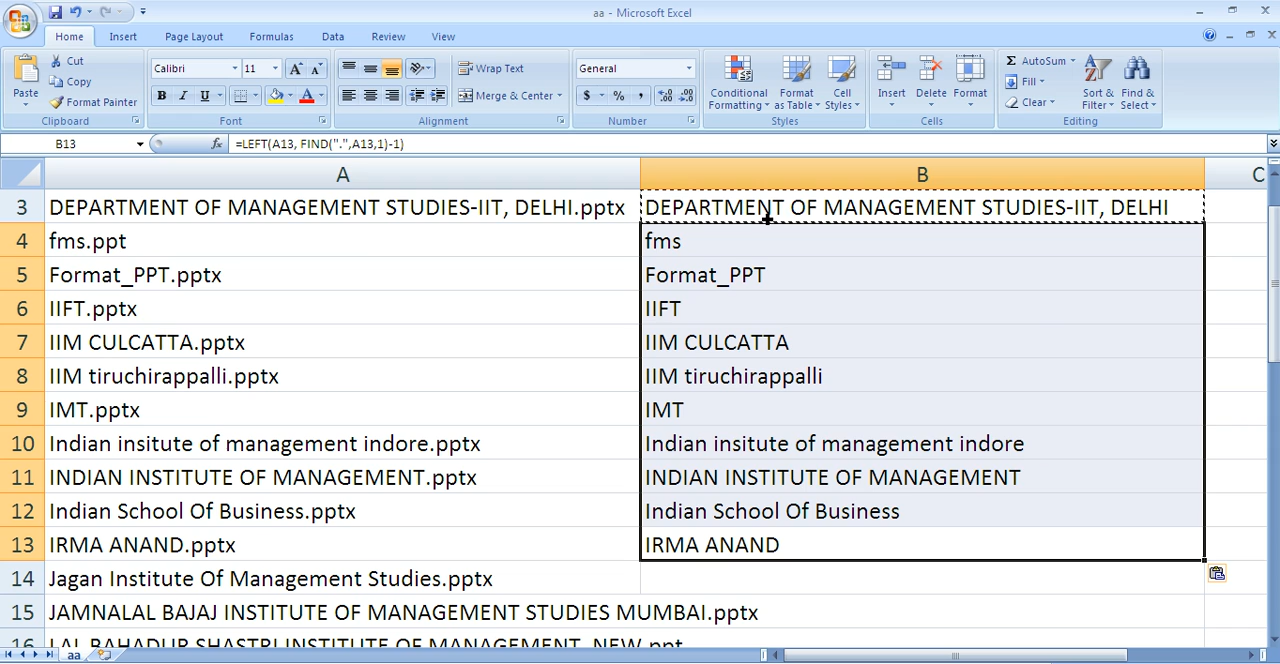 aa - Microsoft Excel
Home Insert Page Layout Formulas Data Review View
Paste
Cut
Copy
Format Painter
Clipboard
Calibri 11
B I U
Font
Wrap Text
Merge & Center
Alignment
General
$ % ,
Number
Conditional Formatting
Format as Table
Cell Styles
Styles
Insert Delete Format
Cells
Σ AutoSum
Fill
Clear
Sort & Filter
Find & Select
Editing
B13 fx =LEFT(A13, FIND(".",A13,1)-1)
A B C
3 DEPARTMENT OF MANAGEMENT STUDIES-IIT, DELHI.pptx DEPARTMENT OF MANAGEMENT STUDIES-IIT, DELHI
4 fms.ppt fms
5 Format_PPT.pptx Format_PPT
6 IIFT.pptx IIFT
7 IIM CULCATTA.pptx IIM CULCATTA
8 IIM tiruchirappalli.pptx IIM tiruchirappalli
9 IMT.pptx IMT
10 Indian insitute of management indore.pptx Indian insitute of management indore
11 INDIAN INSTITUTE OF MANAGEMENT.pptx INDIAN INSTITUTE OF MANAGEMENT
12 Indian School Of Business.pptx Indian School Of Business
13 IRMA ANAND.pptx IRMA ANAND
14 Jagan Institute Of Management Studies.pptx
15 JAMNALAL BAJAJ INSTITUTE OF MANAGEMENT STUDIES MUMBAI.pptx
16 LAL BAHADUR SHASTRI INSTITUTE OF MANAGEMENT_NEW.ppt
aa